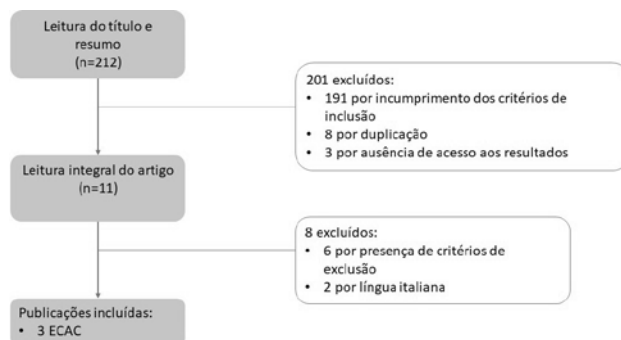 Leitura do título e
resumo
(n=212)
201 excluídos:
• 191 por incumprimento dos critérios de
inclusão
• 8 por duplicação
• 3 por ausência de acesso aos resultados
Leitura integral do artigo
(n=11)
8 excluídos:
• 6 por presença de critérios de
exclusão
• 2 por língua italiana
Publicações incluídas:
• 3 ECAC